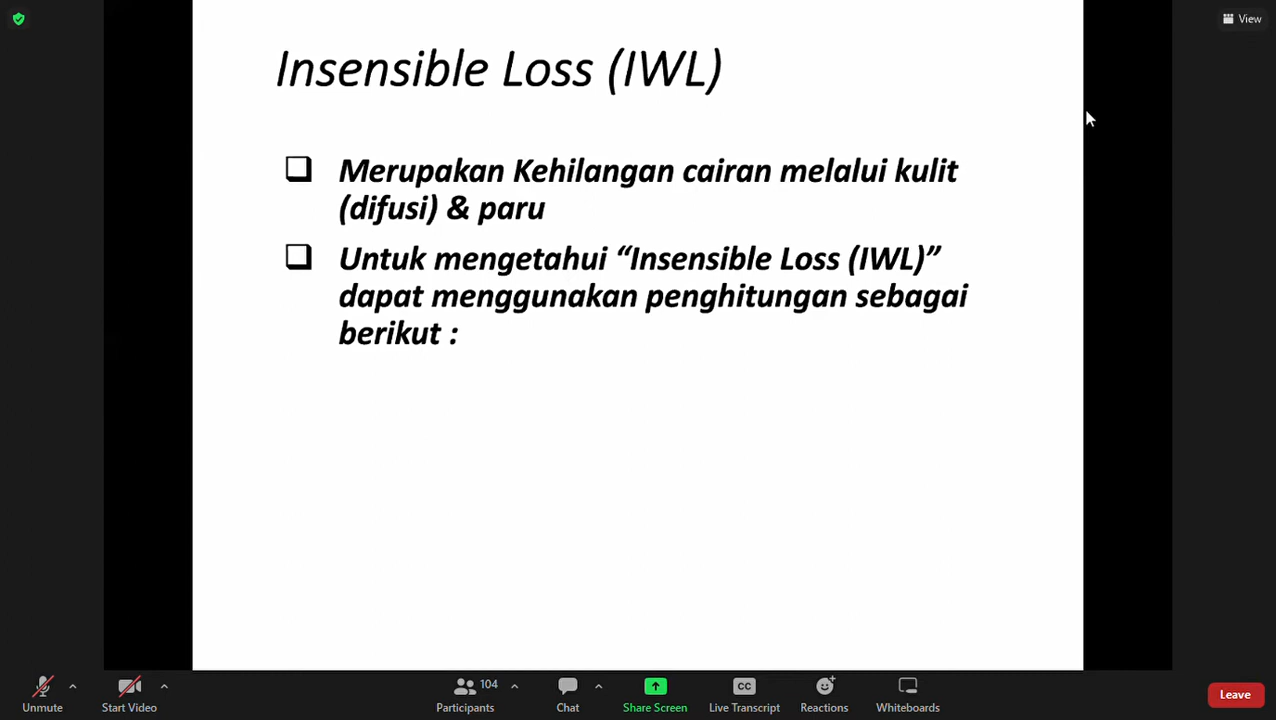 View
Insensible Loss (IWL)
Merupakan Kehilangan cairan melalui kulit
(difusi) & paru
Untuk mengetahui “Insensible Loss (IWL)”
dapat menggunakan penghitungan sebagai
berikut :
Unmute
Start Video
104
Participants
Chat
Share Screen
CC
Live Transcript
Reactions
Whiteboards
Leave